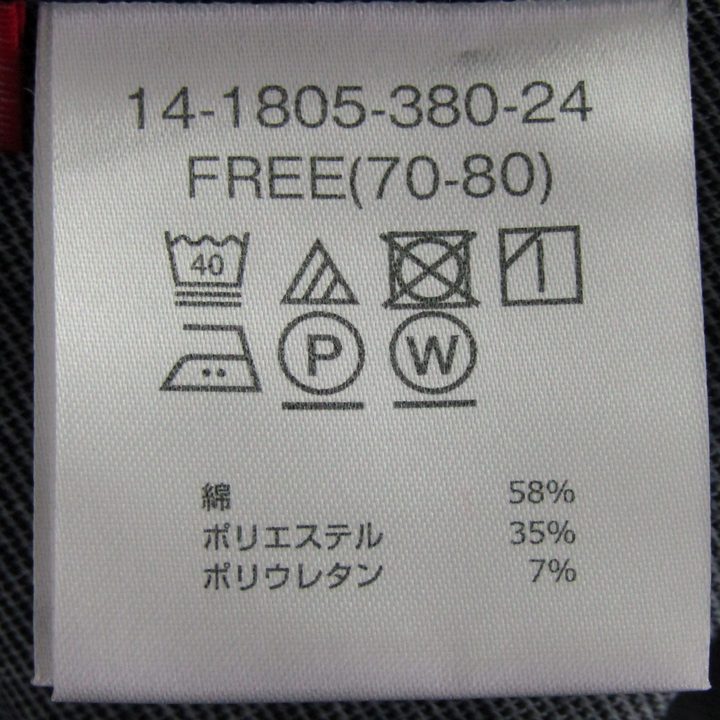 14-1805-380-24
FREE(70-80)
40
P W
綿 58%
ポリエステル 35%
ポリウレタン 7%